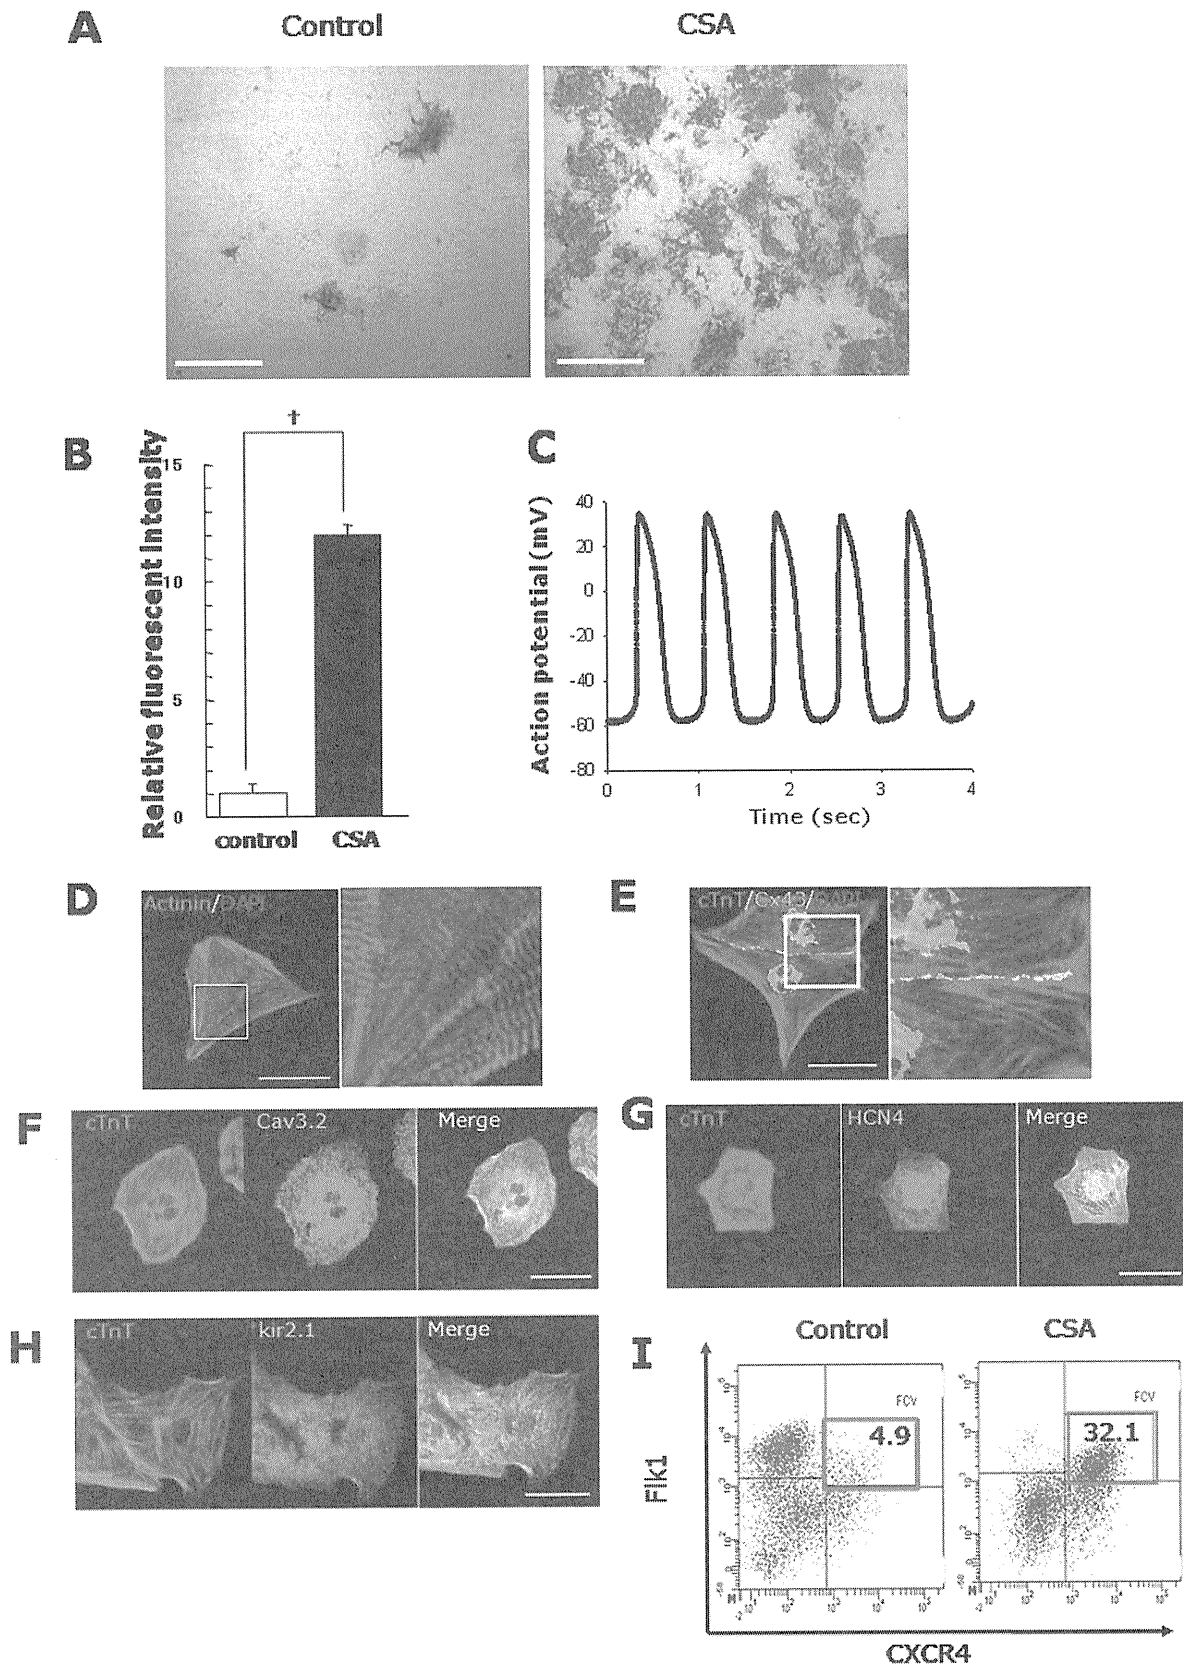 A
Control
CSA
B
Relative fluorescent intensity
15
10
5
0
control
CSA
†
C
Action potential (mV)
40
20
0
-20
-40
-60
-80
0
1
2
3
4
Time (sec)
D
Actinin/DAPI
E
cTnT/Cx43/DAPI
F
cTnT
Cav3.2
Merge
G
cTnT
HCN4
Merge
H
cTnT
kir2.1
Merge
I
Control
CSA
Flk1
FCV
4.9
FCV
32.1
CXCR4